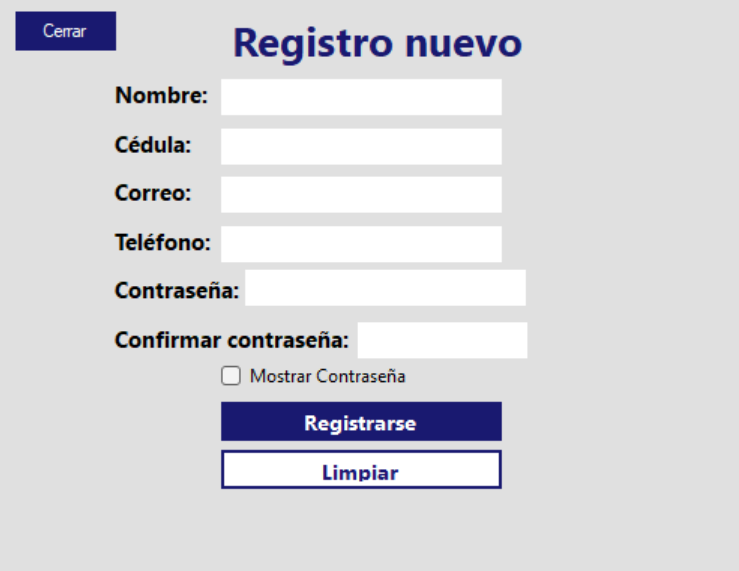 Cerrar
Registro nuevo
Nombre:
Cédula:
Correo:
Teléfono:
Contraseña:
Confirmar contraseña:
Mostrar Contraseña
Registrarse
Limpiar